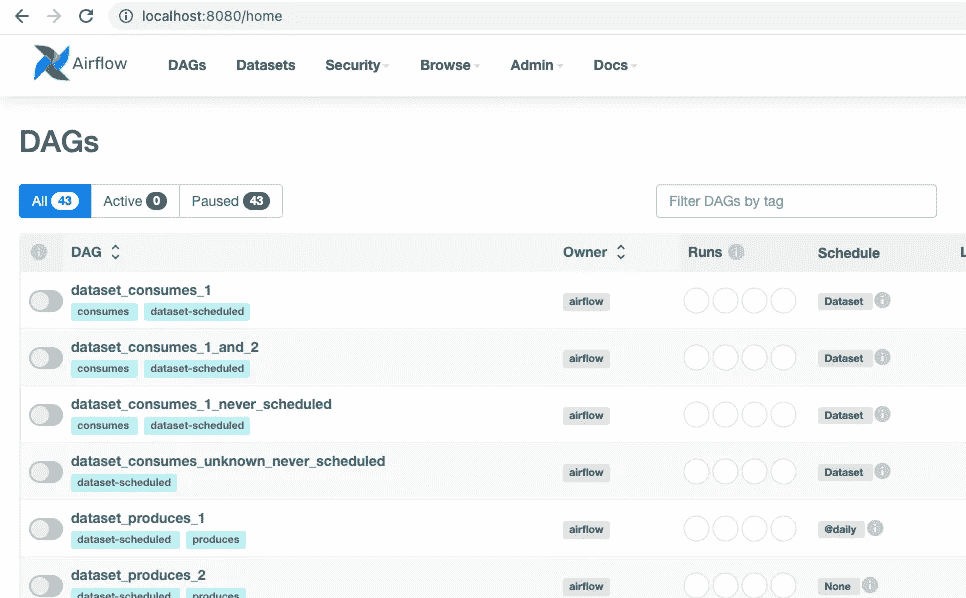 localhost:8080/home
Airflow DAGs Datasets Security Browse Admin Docs
DAGs
All 43 Active 0 Paused 43 Filter DAGs by tag
DAG Owner Runs Schedule L
dataset_consumes_1
consumes dataset-scheduled airflow Dataset
dataset_consumes_1_and_2
consumes dataset-scheduled airflow Dataset
dataset_consumes_1_never_scheduled
consumes dataset-scheduled airflow Dataset
dataset_consumes_unknown_never_scheduled
dataset-scheduled airflow Dataset
dataset_produces_1
dataset-scheduled produces airflow @daily
dataset_produces_2
dataset-scheduled produces airflow None